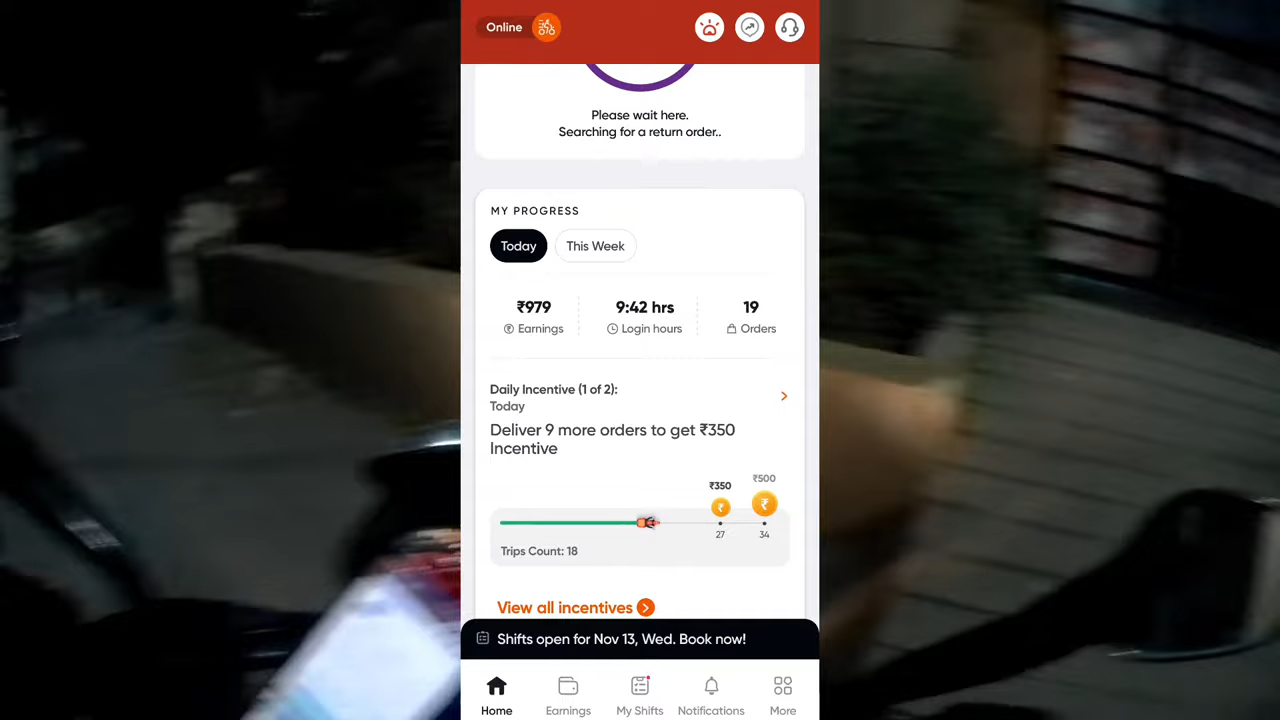 Online
Please wait here.
Searching for a return order..
MY PROGRESS
Today
This Week
₹979
9:42 hrs
19
Earnings
Login hours
Orders
Daily Incentive (1 of 2):
Today
Deliver 9 more orders to get ₹350
Incentive
₹350
₹500
27
34
Trips Count: 18
View all incentives
Shifts open for Nov 13, Wed. Book now!
Home
Earnings
My Shifts
Notifications
More